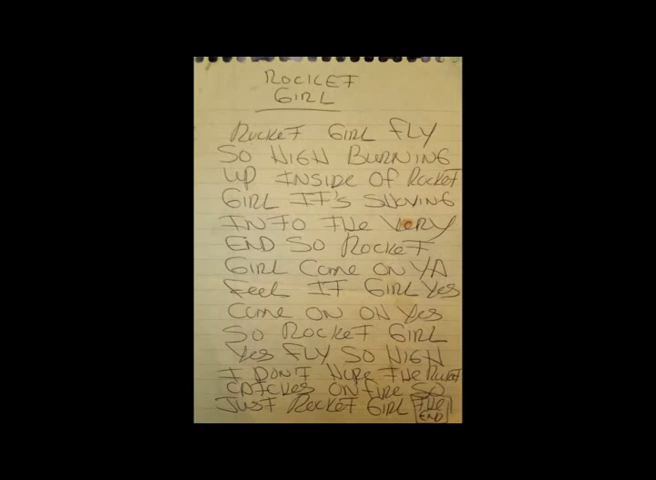 ROCKET
GIRL
ROCKET GIRL FLY
SO HIGH BURNING
UP INSIDE OF ROCKET
GIRL IT'S SHOVING
INTO THE VERY
END SO ROCKET
GIRL COME ON YA
FEEL IT GIRL YES
COME ON ON YES
SO ROCKET GIRL
YES FLY SO HIGH
I DON'T HOPE THE ROCKET
CATCHES ON FIRE SO
JUST ROCKET GIRL THE
END